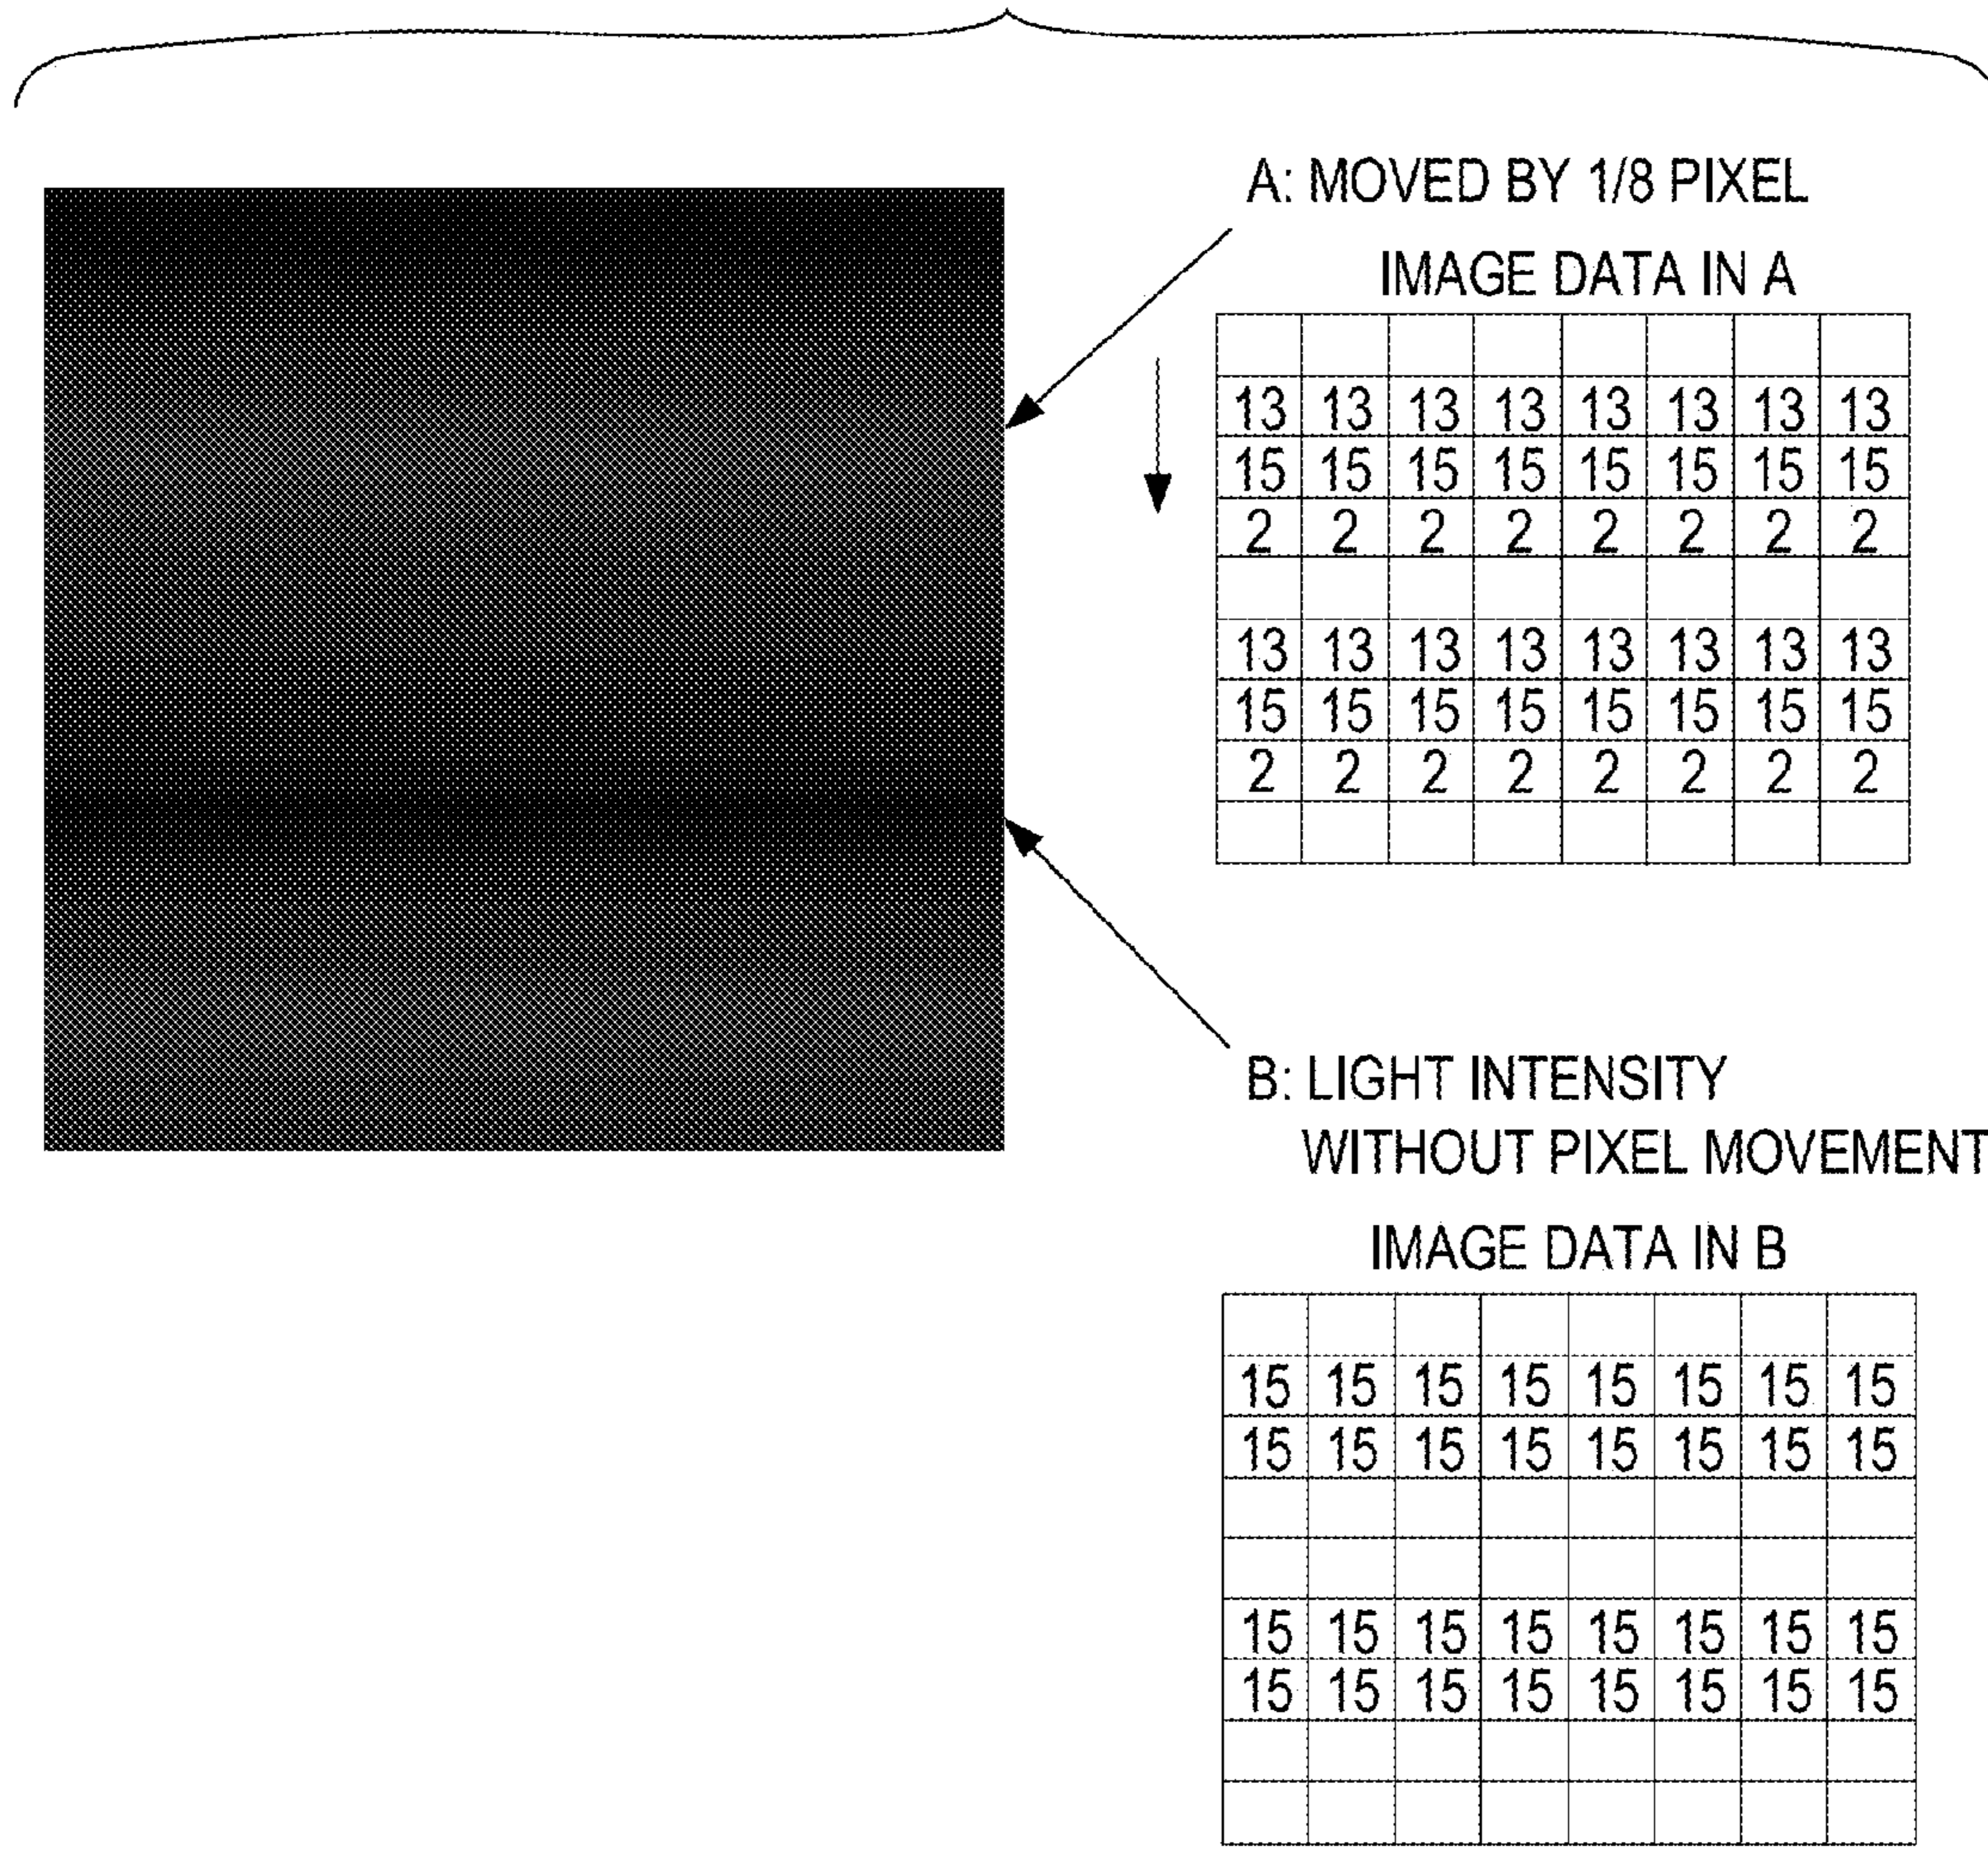 A: MOVED BY 1/8 PIXEL
IMAGE DATA IN A
13 13 13 13 13 13 13 13
15 15 15 15 15 15 15 15
2 2 2 2 2 2 2 2
13 13 13 13 13 13 13 13
15 15 15 15 15 15 15 15
2 2 2 2 2 2 2 2
B: LIGHT INTENSITY
WITHOUT PIXEL MOVEMENT
IMAGE DATA IN B
15 15 15 15 15 15 15 15
15 15 15 15 15 15 15 15
15 15 15 15 15 15 15 15
15 15 15 15 15 15 15 15